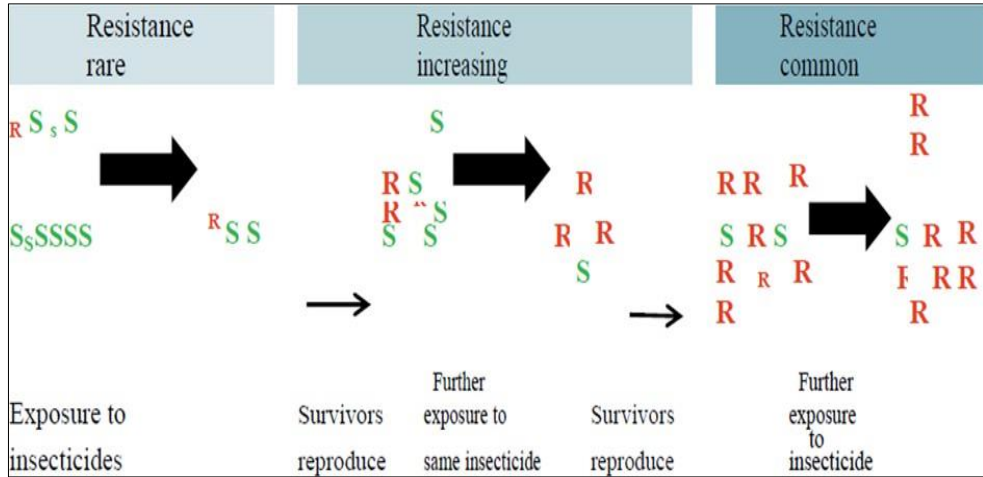 Resistance
rare
Resistance
increasing
Resistance
common
R S s S
SsSSSS
R S S
S
R S
R R S
S S
R
R R
S
R R R
S R S
R R R
R
R
R
S R R
R R R
R
Exposure to
insecticides
Survivors
reproduce
Further
exposure to
same insecticide
Survivors
reproduce
Further
exposure
to
insecticide